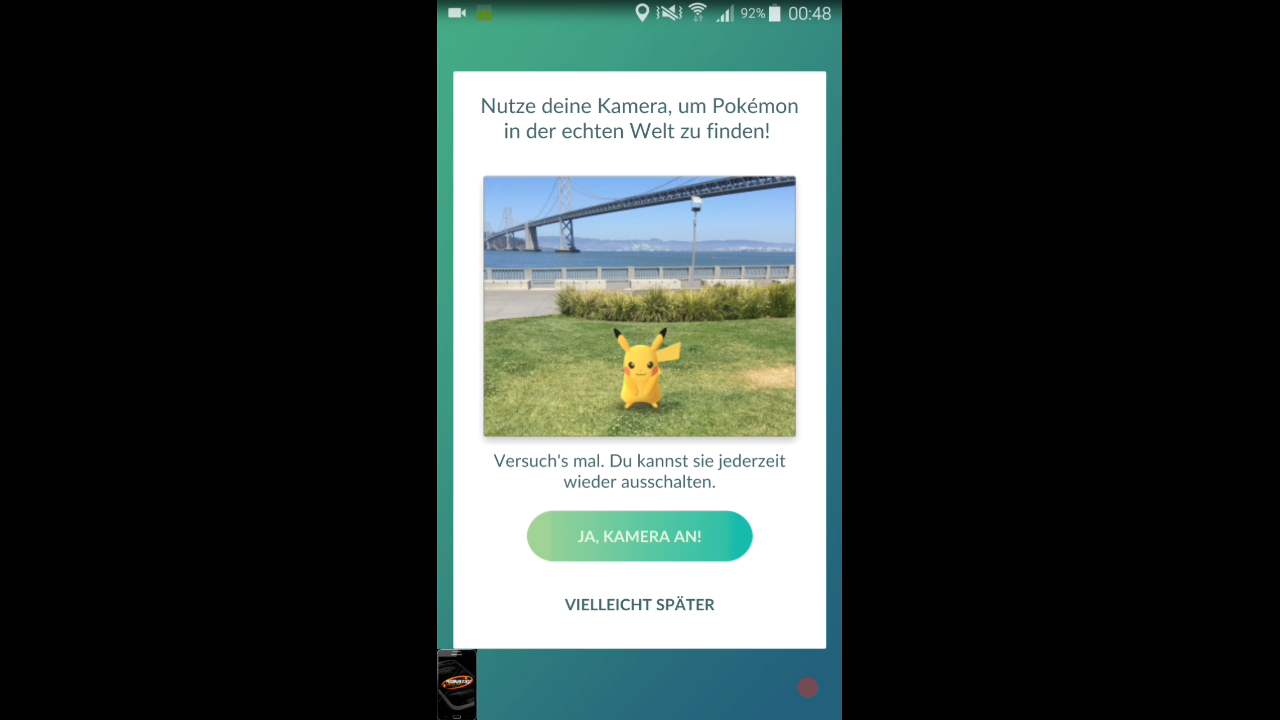 92% 00:48
Nutze deine Kamera, um Pokémon
in der echten Welt zu finden!
Versuch's mal. Du kannst sie jederzeit
wieder ausschalten.
JA, KAMERA AN!
VIELLEICHT SPÄTER